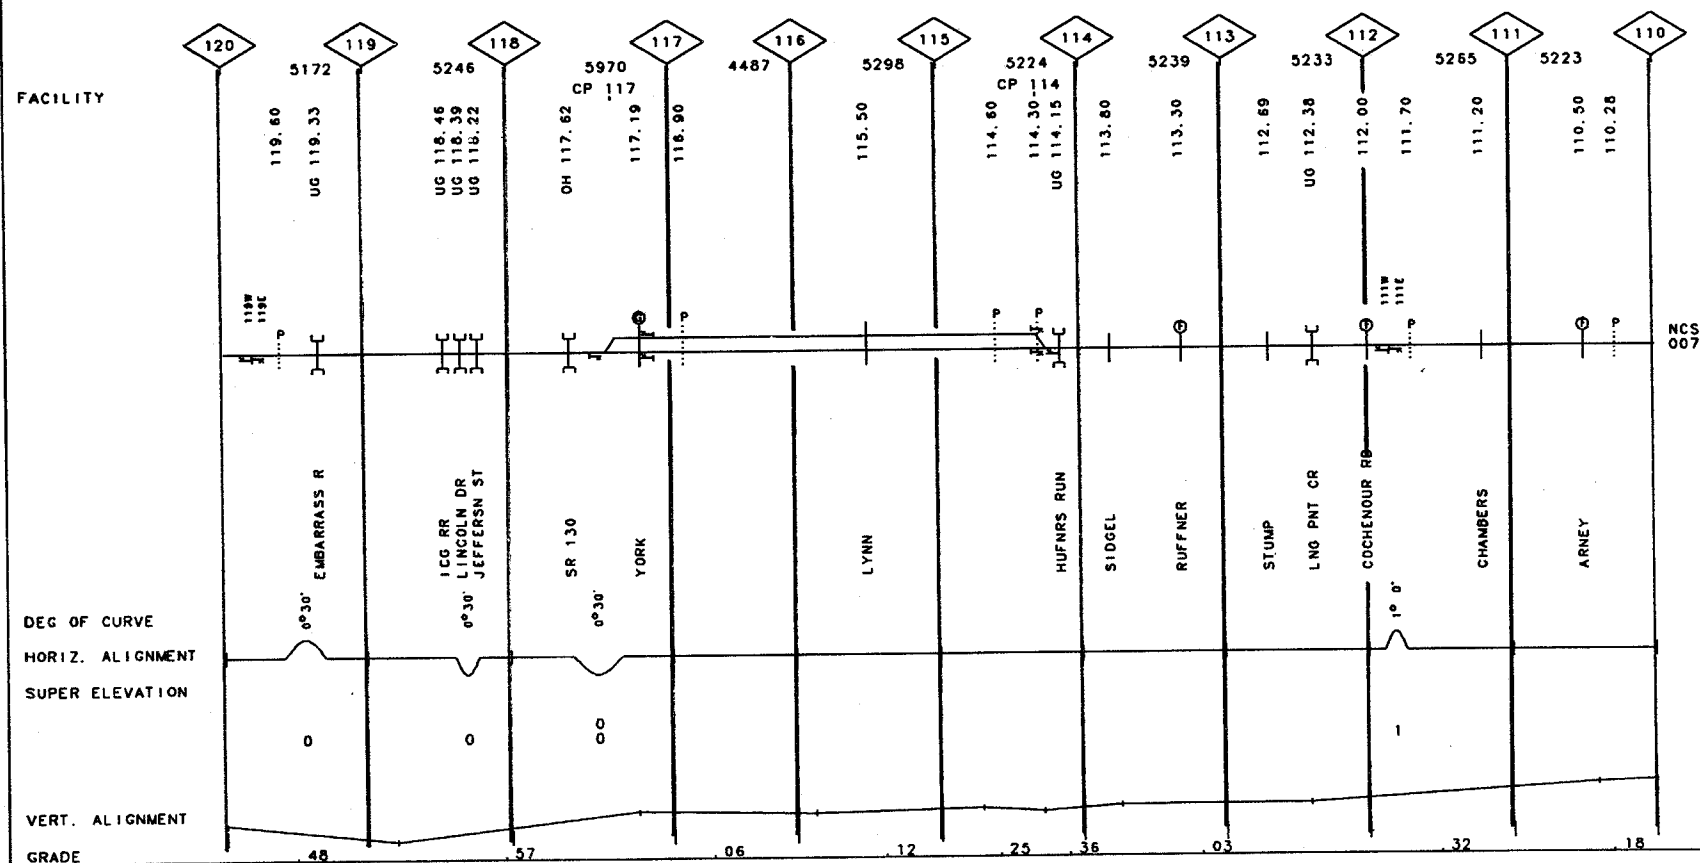 120 119 118 117 116 115 114 113 112 111 110
5172 5246 5970 4487 5298 5224 5239 5233 5265 5223
CP 117 CP 114
FACILITY
119.60
UG 119.33
UG 118.46
UG 118.39
UG 118.22
OH 117.62
117.19
116.90
115.50
114.60
114.30
UG 114.15
113.80
113.30
112.69
UG 112.38
112.00
111.70
111.20
110.50
110.28
119W
119E
P
G
P
P
P
F
F
111W
111E
P
F
P
NCS
007
EMBARRASS R
ICG RR
LINCOLN DR
JEFFERSN ST
SR 130
YORK
LYNN
HUFNRS RUN
SIDGEL
RUFFNER
STUMP
LNG PNT CR
COCHENOUR RD
CHAMBERS
ARNEY
DEG OF CURVE
0°30' 0°30' 0°30' 1° 0'
HORIZ. ALIGNMENT
SUPER ELEVATION
0 0 0 1
0
VERT. ALIGNMENT
GRADE .48 .57 .06 .12 .25 .36 .03 .32 .18